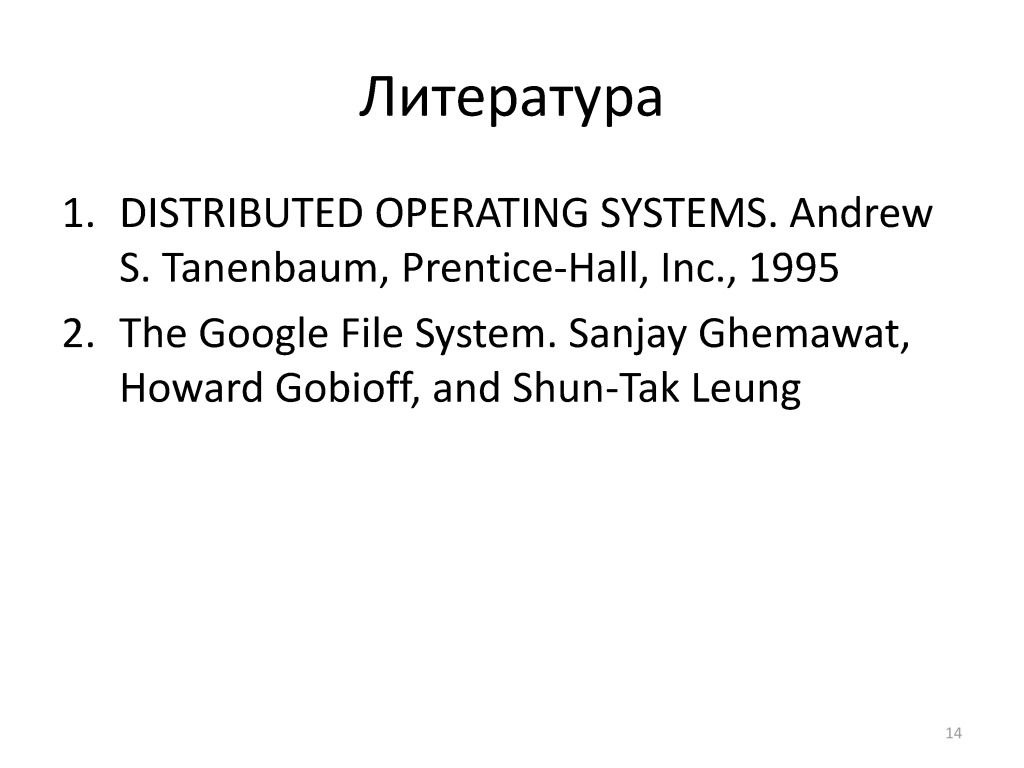 Литература
1. DISTRIBUTED OPERATING SYSTEMS. Andrew
S. Tanenbaum, Prentice-Hall, Inc., 1995
2. The Google File System. Sanjay Ghemawat,
Howard Gobioff, and Shun-Tak Leung
14